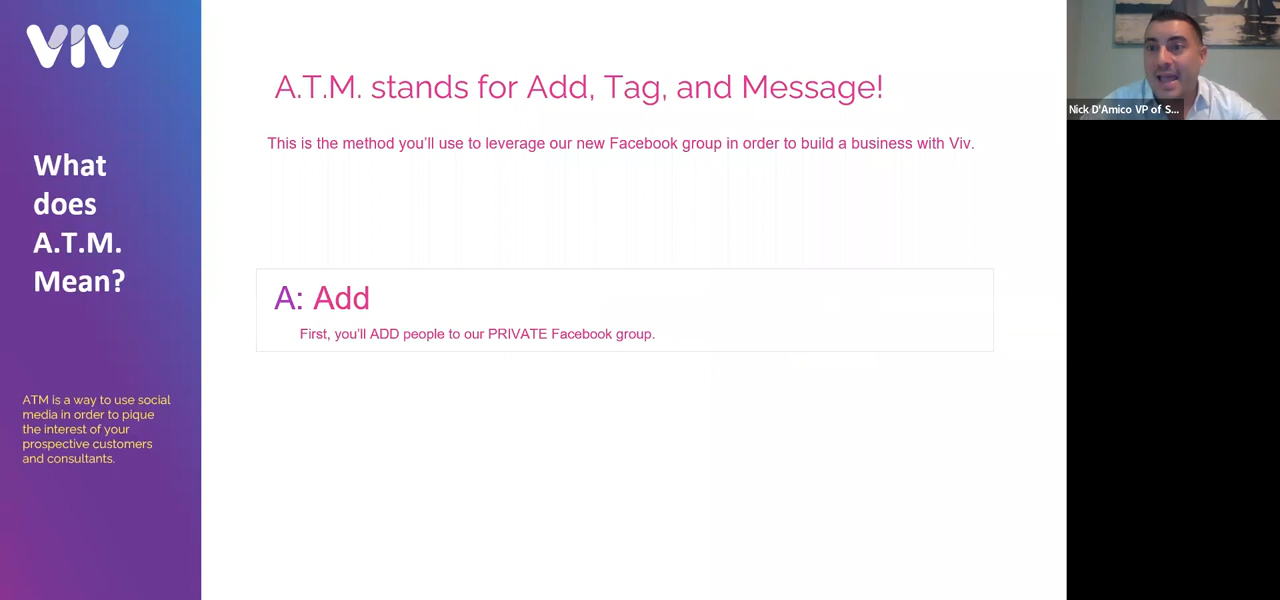 VIV
What
does
A.T.M.
Mean?
ATM is a way to use social
media in order to pique
the interest of your
prospective customers
and consultants.
A.T.M. stands for Add, Tag, and Message!
This is the method you'll use to leverage our new Facebook group in order to build a business with Viv.
A: Add
First, you'll ADD people to our PRIVATE Facebook group.
Nick D'Amico VP of S...